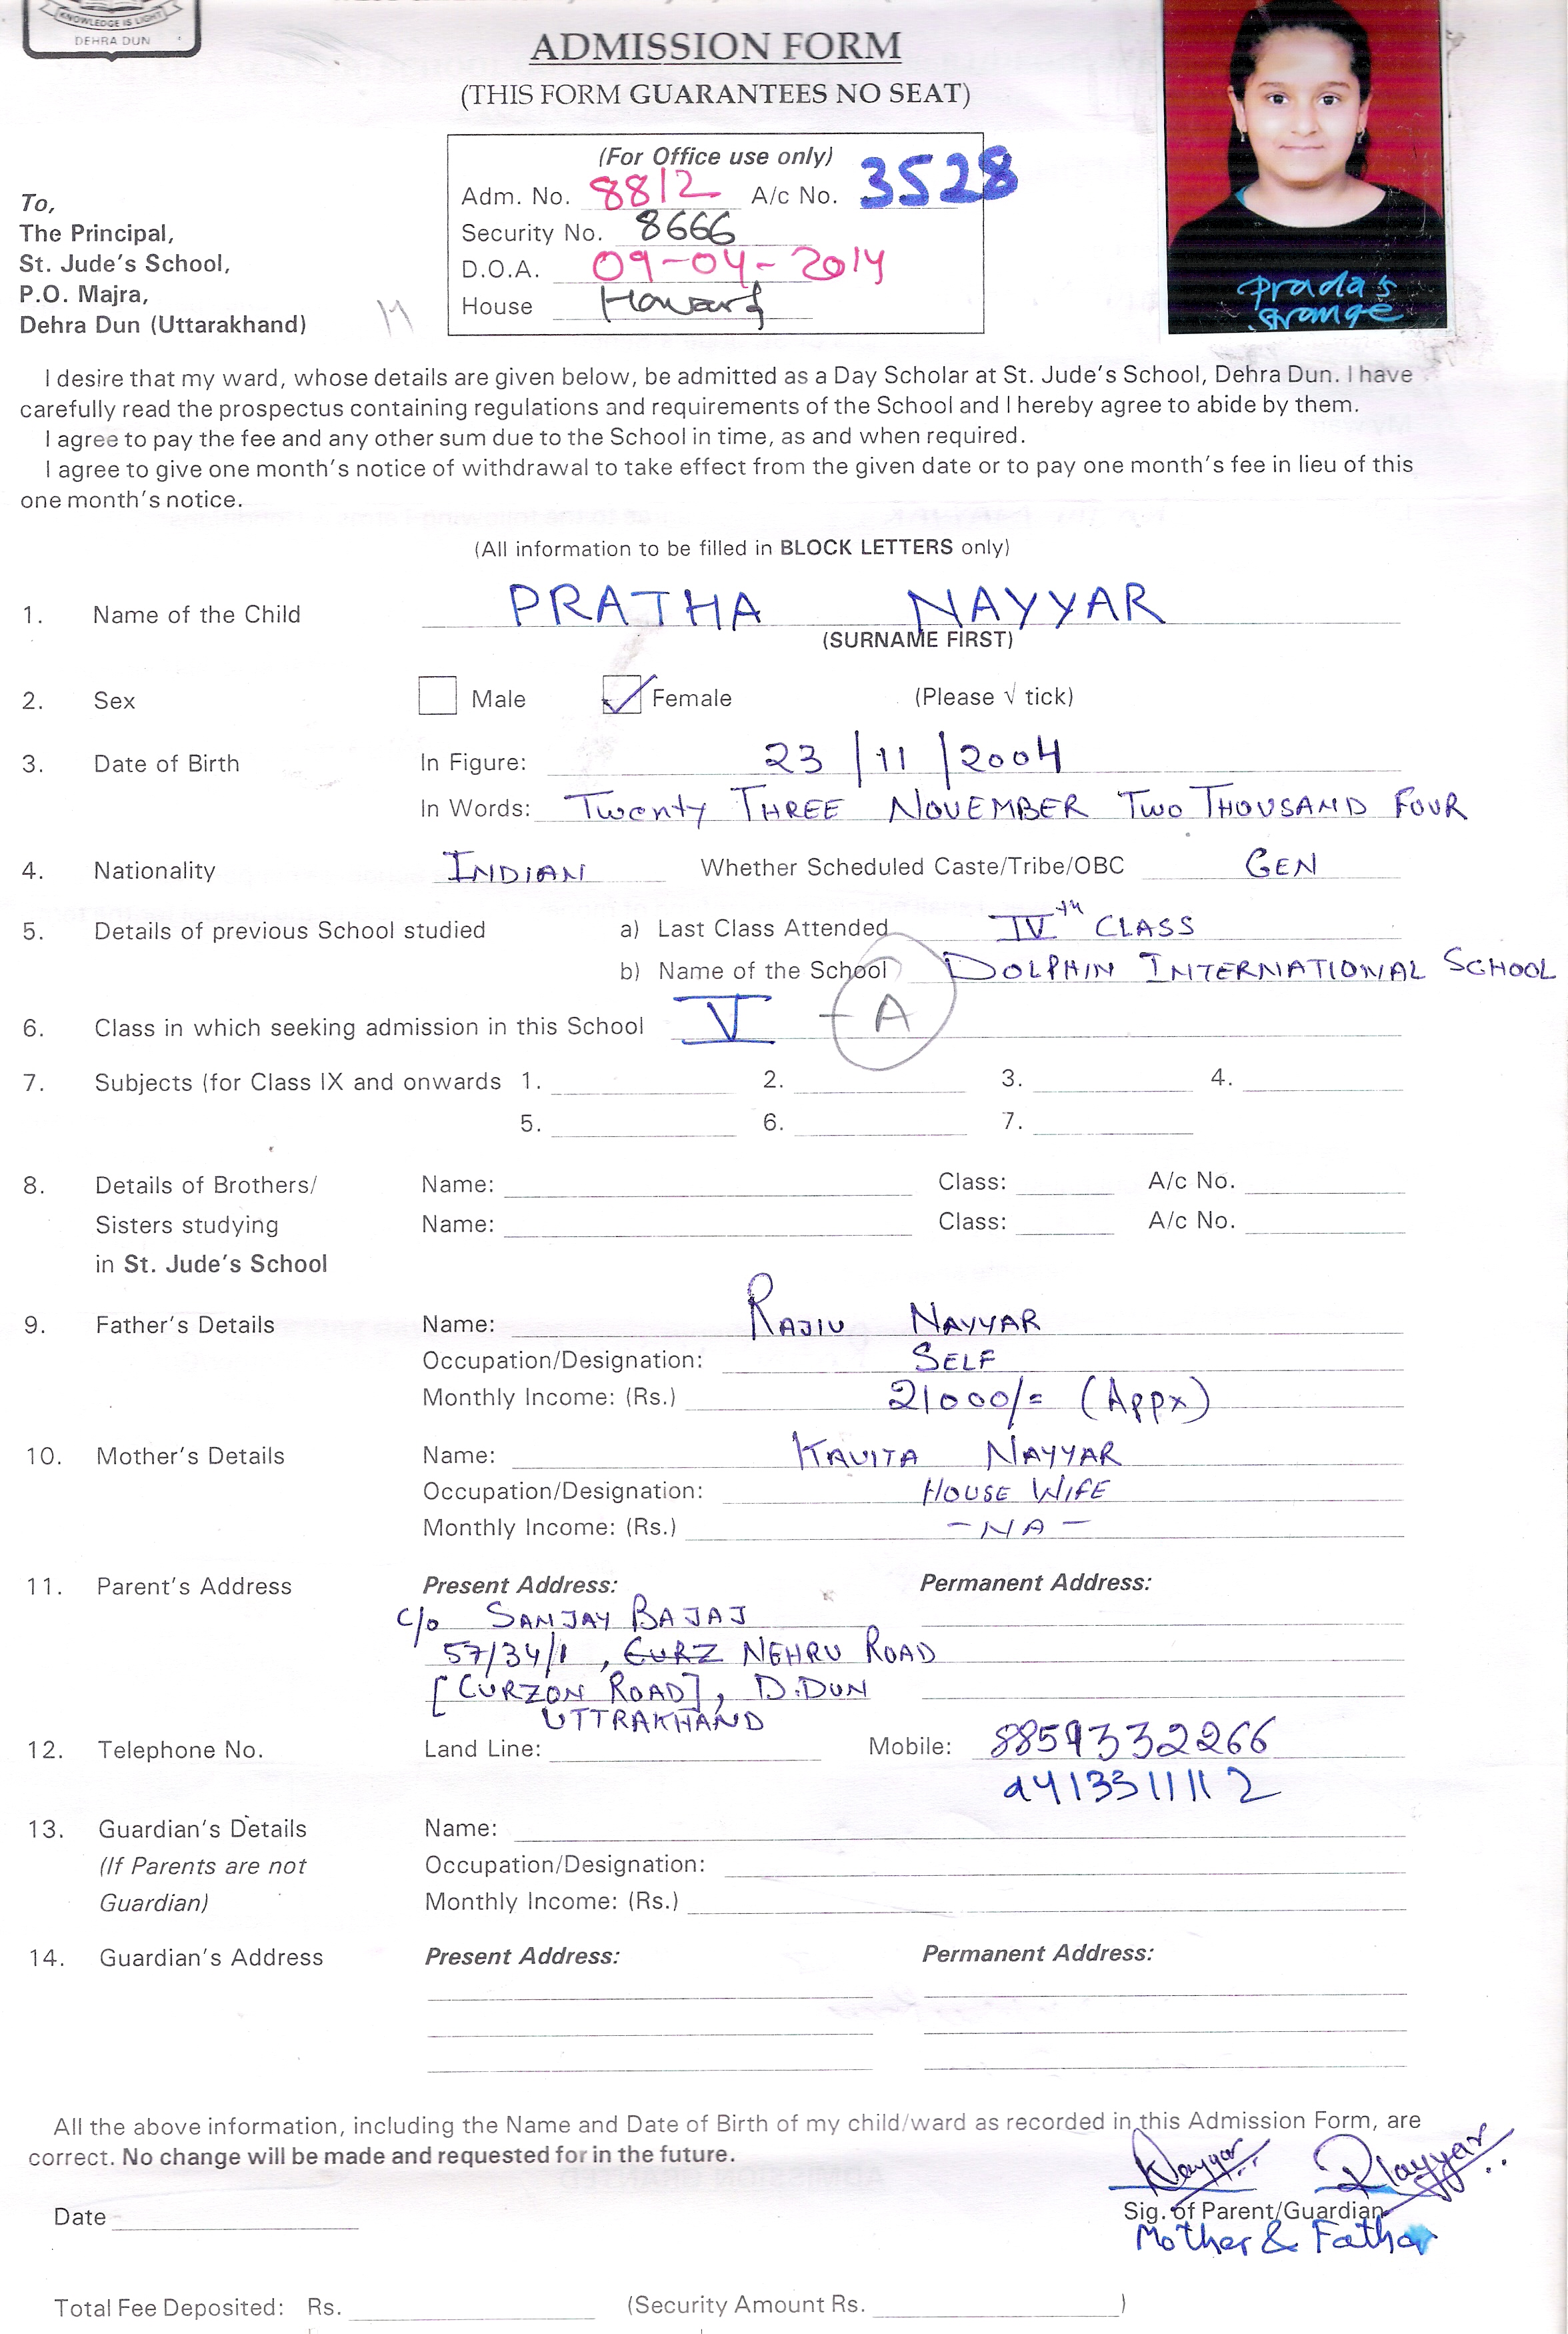 KNOWLEDGE IS LIGHT
DEHRA DUN
ADMISSION FORM
(THIS FORM GUARANTEES NO SEAT)
(For Office use only)
Adm. No. 8812 A/c No. 3528
Security No. 8666
D.O.A. 09-04-2014
House Howard
Prada's
Strange
To,
The Principal,
St. Jude's School,
P.O. Majra,
Dehra Dun (Uttarakhand)
I desire that my ward, whose details are given below, be admitted as a Day Scholar at St. Jude's School, Dehra Dun. I have
carefully read the prospectus containing regulations and requirements of the School and I hereby agree to abide by them.
I agree to pay the fee and any other sum due to the School in time, as and when required.
I agree to give one month's notice of withdrawal to take effect from the given date or to pay one month's fee in lieu of this
one month's notice.
(All information to be filled in BLOCK LETTERS only)
1. Name of the Child PRATHA NAYYAR
(SURNAME FIRST)
2. Sex Male Female (Please √ tick)
3. Date of Birth In Figure: 23/11/2004
In Words: Twenty THREE NOVEMBER TWO THOUSAND FOUR
4. Nationality INDIAN Whether Scheduled Caste/Tribe/OBC GEN
5. Details of previous School studied a) Last Class Attended IVth CLASS
b) Name of the School DOLPHIN INTERNATIONAL SCHOOL
6. Class in which seeking admission in this School V - A
7. Subjects (for Class IX and onwards 1. 2. 3. 4.
5. 6. 7.
8. Details of Brothers/ Name: Class: A/c No.
Sisters studying Name: Class: A/c No.
in St. Jude's School
9. Father's Details Name: RAJIV NAYYAR
Occupation/Designation: SELF
Monthly Income: (Rs.) 21000/= (Appx)
10. Mother's Details Name: KAVITA NAYYAR
Occupation/Designation: HOUSE WIFE
Monthly Income: (Rs.) - NA -
11. Parent's Address Present Address: Permanent Address:
C/o SANJAY BAJAJ
57/34/1, CURZ NEHRU ROAD
[CURZON ROAD], D.DUN
UTTRAKHAND
12. Telephone No. Land Line: Mobile: 8859332266
9413311112
13. Guardian's Details Name:
(If Parents are not Occupation/Designation:
Guardian) Monthly Income: (Rs.)
14. Guardian's Address Present Address: Permanent Address:
All the above information, including the Name and Date of Birth of my child/ward as recorded in this Admission Form, are
correct. No change will be made and requested for in the future.
KNayyar RNayyar
Date Sig. of Parent/Guardian
Mother & Father
Total Fee Deposited: Rs. (Security Amount Rs. )